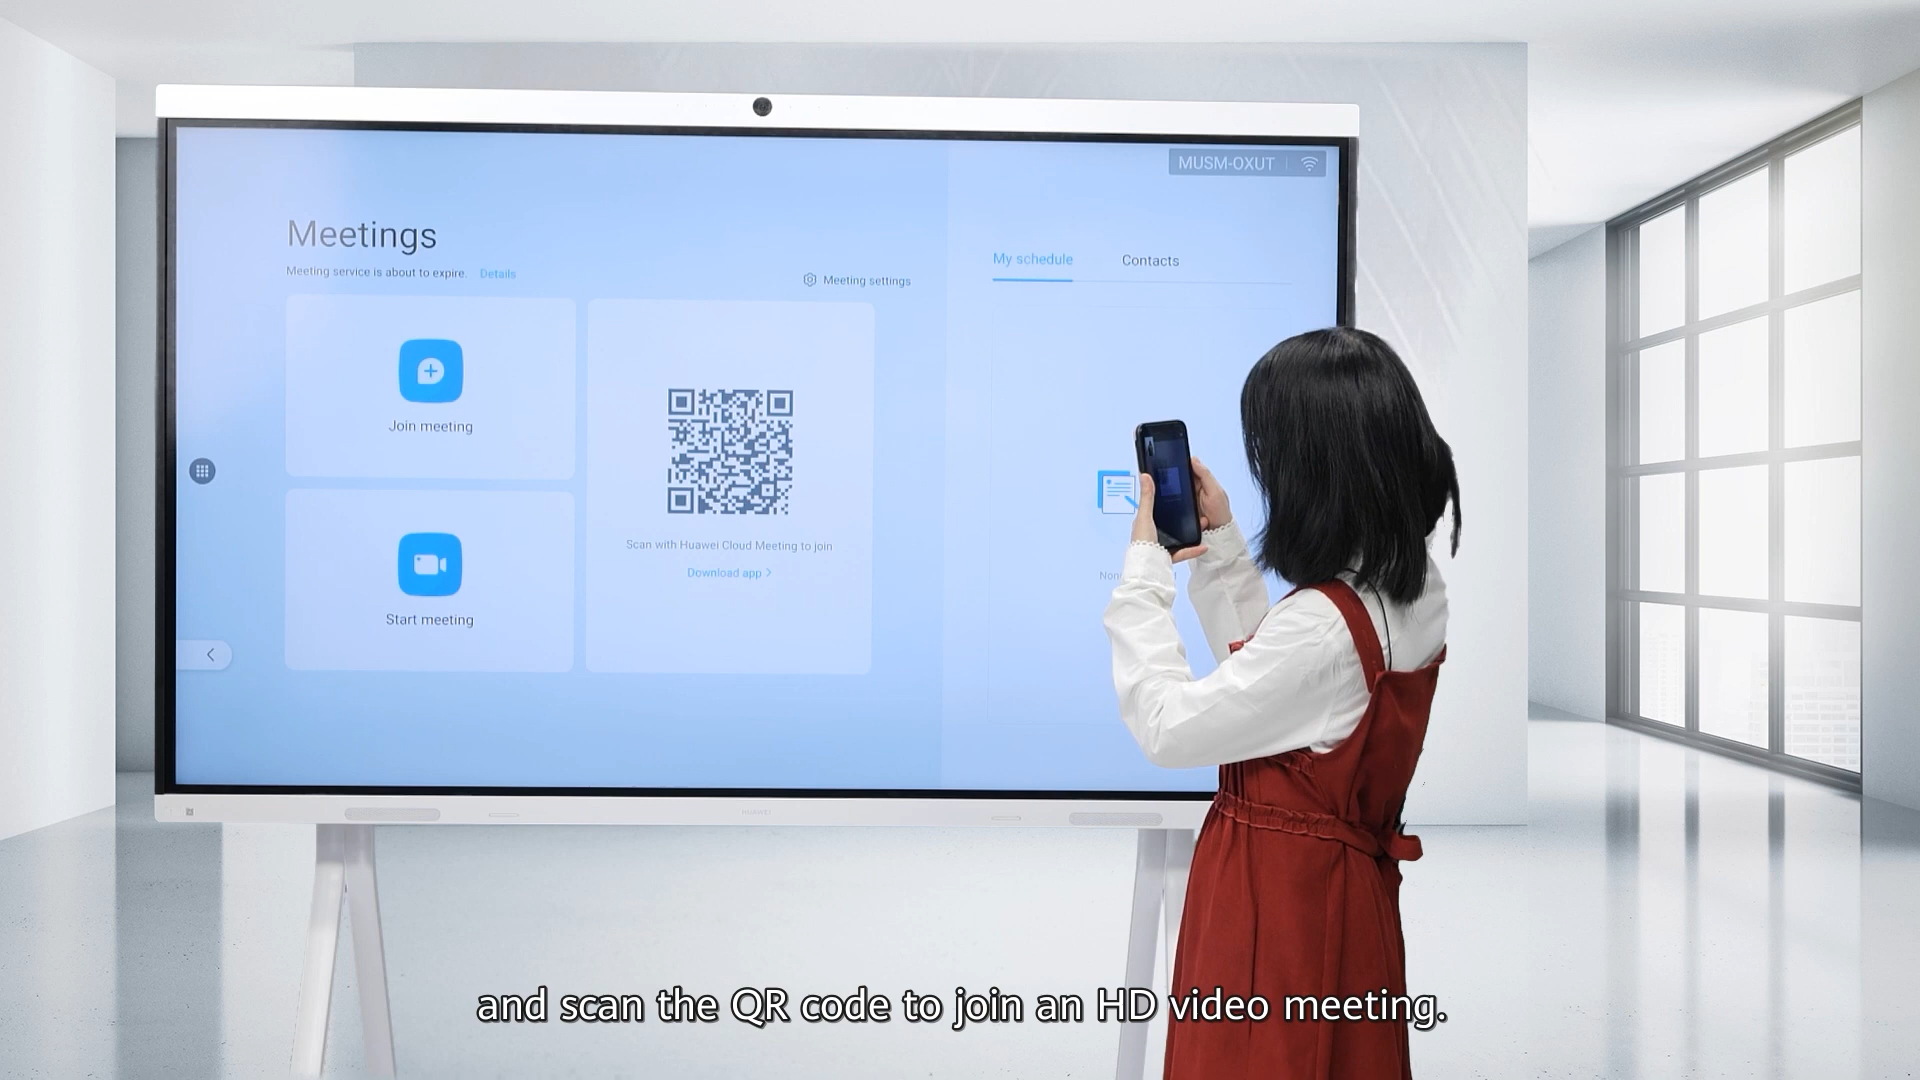 MUSM-OXUT
Meetings
Meeting service is about to expire. Details
Meeting settings
Join meeting
Start meeting
Scan with Huawei Cloud Meeting to join
Download app >
My schedule
Contacts
HUAWEI
and scan the QR code to join an HD video meeting.